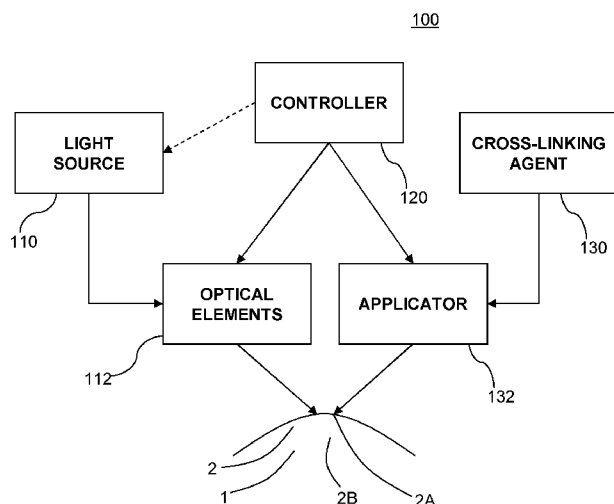 100
CONTROLLER
LIGHT
SOURCE
CROSS-LINKING
AGENT
120
110
130
OPTICAL
ELEMENTS
APPLICATOR
112
132
2
1
2B
2A